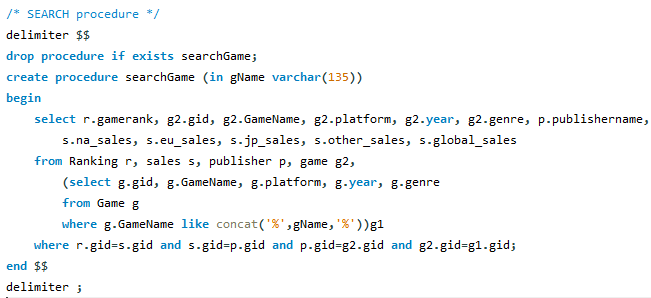 /* SEARCH procedure */
delimiter $$
drop procedure if exists searchGame;
create procedure searchGame (in gName varchar(135))
begin
    select r.gamerank, g2.gid, g2.GameName, g2.platform, g2.year, g2.genre, p.publishername,
        s.na_sales, s.eu_sales, s.jp_sales, s.other_sales, s.global_sales
    from Ranking r, sales s, publisher p, game g2,
        (select g.gid, g.GameName, g.platform, g.year, g.genre
        from Game g
        where g.GameName like concat('%',gName,'%'))g1
    where r.gid=s.gid and s.gid=p.gid and p.gid=g2.gid and g2.gid=g1.gid;
end $$
delimiter ;